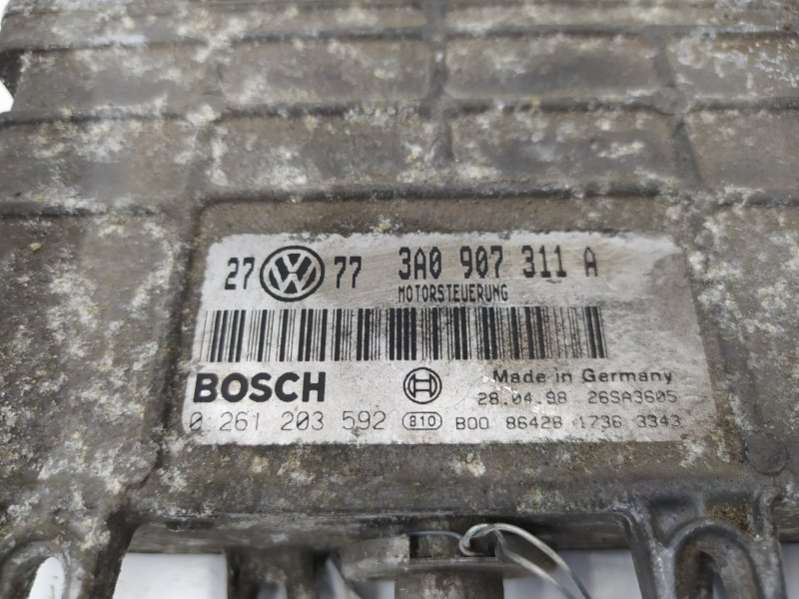 27 VW 77 3A0 907 311 A
MOTORSTEUERUNG
BOSCH Made in Germany
28.04.98 26SA3605
0 261 203 592 810 B00 86428 1736 3343